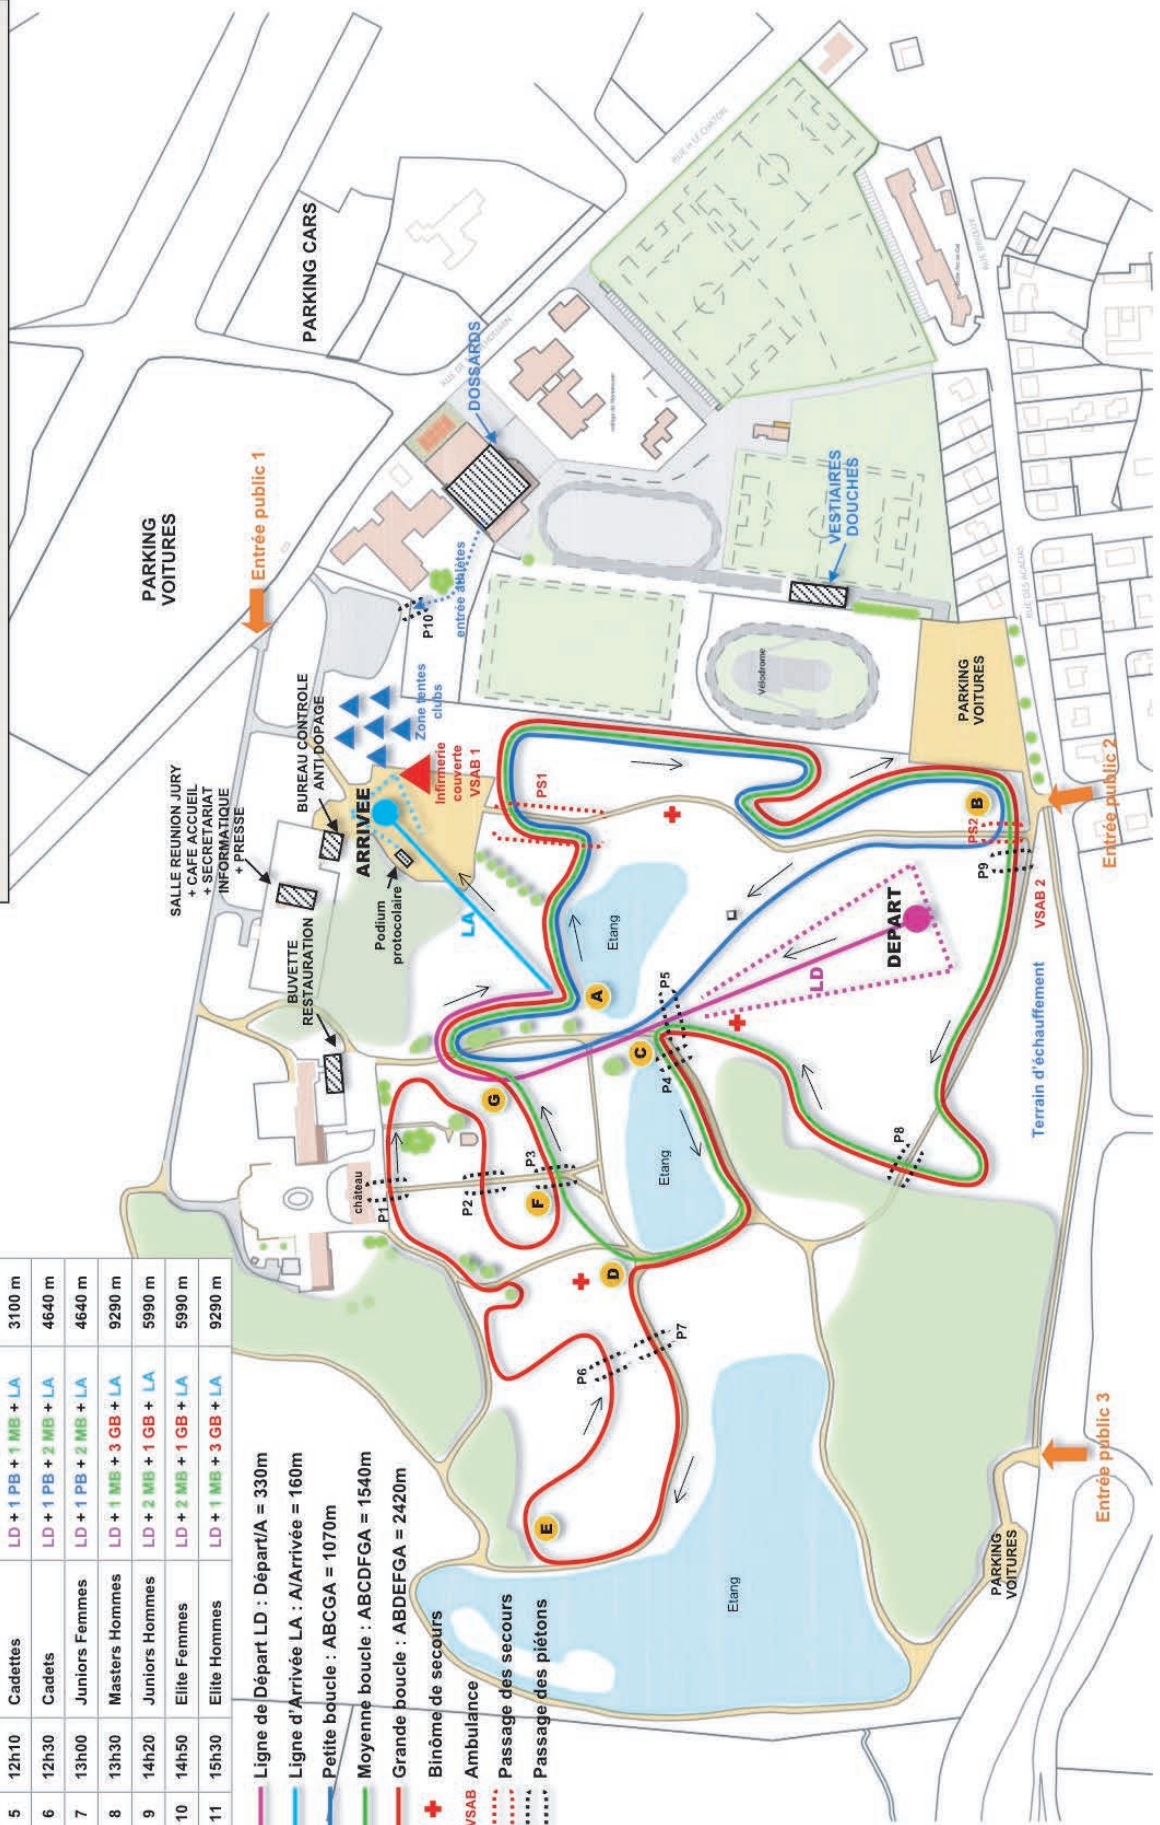 5 12h10 Cadettes LD + 1 PB + 1 MB + LA 3100 m
6 12h30 Cadets LD + 1 PB + 2 MB + LA 4640 m
7 13h00 Juniors Femmes LD + 1 PB + 2 MB + LA 4640 m
8 13h30 Masters Hommes LD + 1 MB + 3 GB + LA 9290 m
9 14h20 Juniors Hommes LD + 2 MB + 1 GB + LA 5990 m
10 14h50 Elite Femmes LD + 2 MB + 1 GB + LA 5990 m
11 15h30 Elite Hommes LD + 1 MB + 3 GB + LA 9290 m
Ligne de Départ LD : Départ/A = 330m
Ligne d'Arrivée LA : A/Arrivée = 160m
Petite boucle : ABCGA = 1070m
Moyenne boucle : ABCDFGA = 1540m
Grande boucle : ABDEFGA = 2420m
Binôme de secours
VSAB Ambulance
Passage des secours
Passage des piétons
PARKING
VOITURES
Entrée public 1
PARKING CARS
SALLE REUNION JURY
+ CAFE ACCUEIL
+ SECRETARIAT
INFORMATIQUE
+ PRESSE
BUREAU CONTROLE
ANTI DOPAGE
BUVETTE
RESTAURATION
ARRIVEE
Podium
protocolaire
LA
Zone tentes
clubs
Infirmerie
couverte
VSAB 1
P10
entrée athlètes
DOSSARDS
RUE H LE CHATON
VESTIAIRES
DOUCHES
Vélodrome
PARKING
VOITURES
RUE DES ACADIE
château
P1
P2
P3
F
G
A
Etang
PS1
B
PS2
P9
VSAB 2
Entrée public 2
DEPART
LD
P5
C
P4
Etang
D
P6
P7
E
P8
Terrain d'échauffement
Etang
PARKING
VOITURES
Entrée public 3